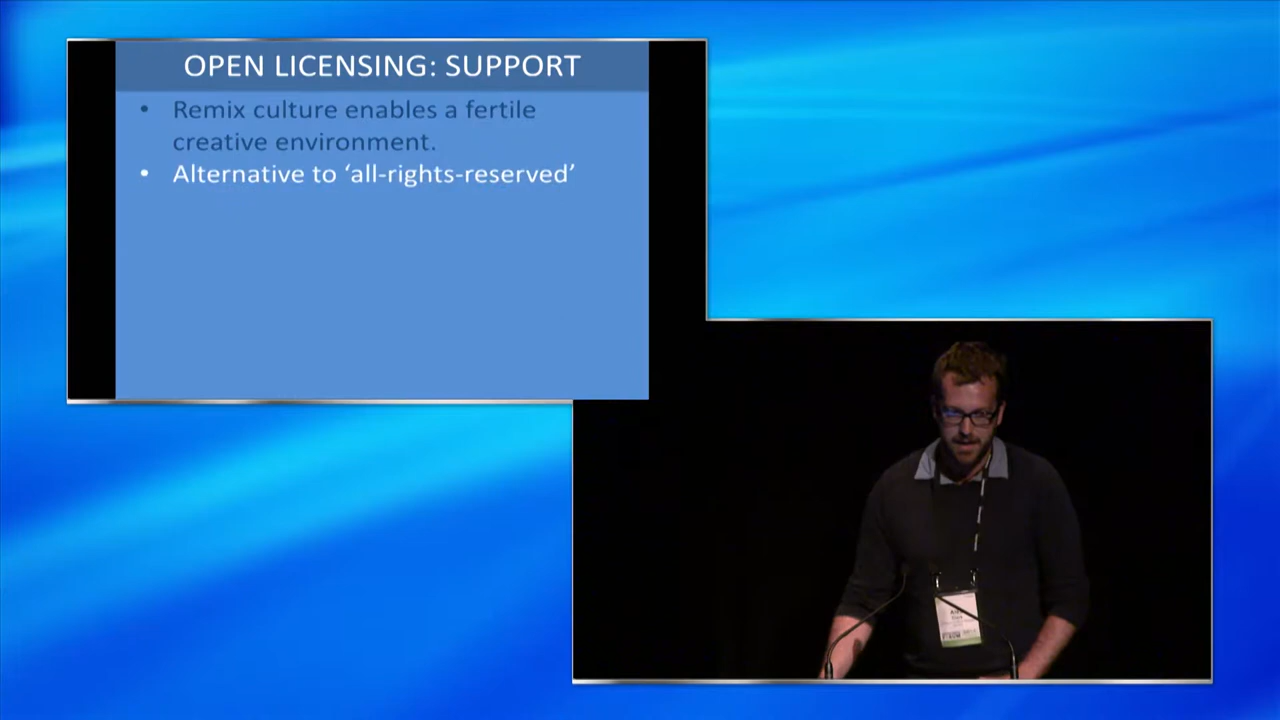 OPEN LICENSING: SUPPORT
• Remix culture enables a fertile
creative environment.
• Alternative to ‘all-rights-reserved’